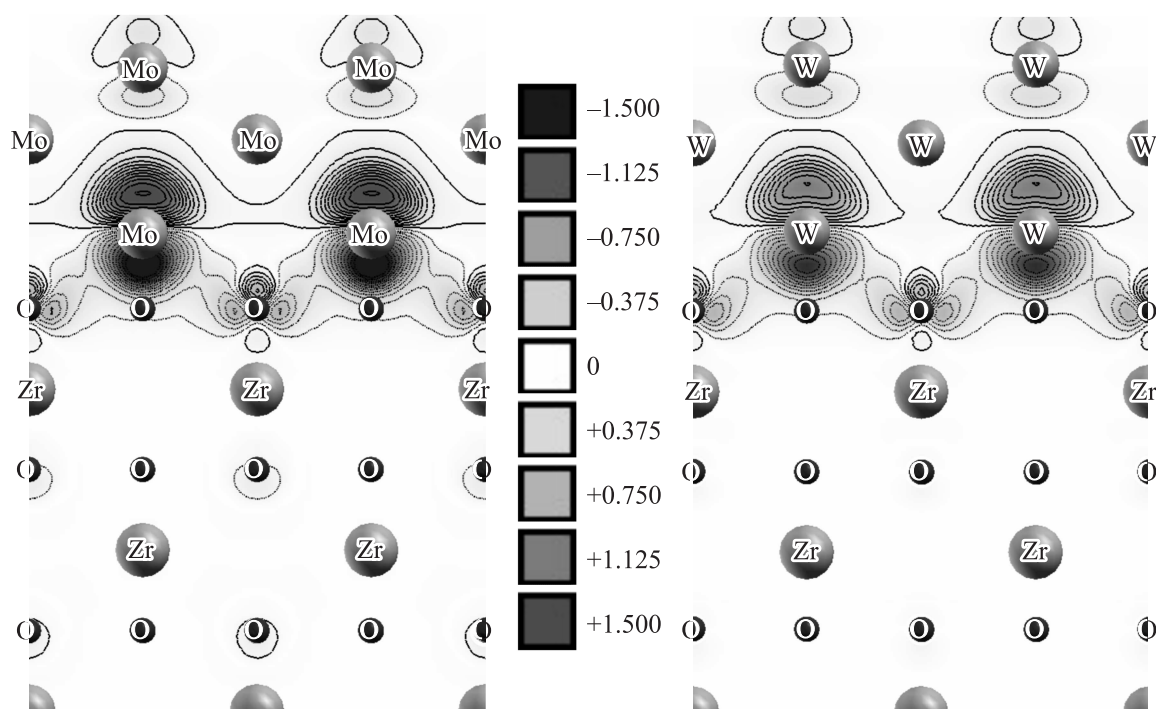 Mo Mo
Mo Mo Mo
Mo Mo
O O O O O
Zr Zr Zr
O O O O O
Zr Zr
O O O O O
–1.500
–1.125
–0.750
–0.375
0
+0.375
+0.750
+1.125
+1.500
W W
W W W
W W
O O O O O
Zr Zr Zr
O O O O O
Zr Zr
O O O O O